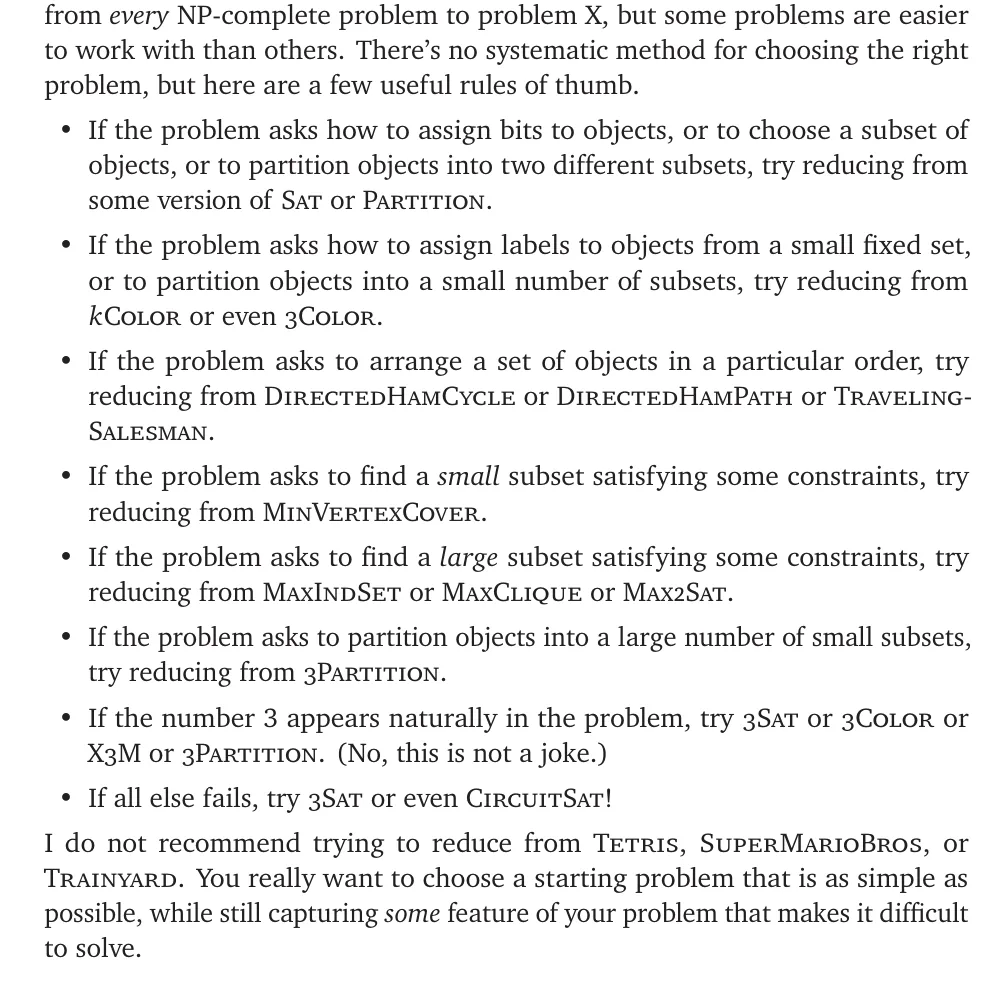 from every NP-complete problem to problem X, but some problems are easier
to work with than others. There’s no systematic method for choosing the right
problem, but here are a few useful rules of thumb.
• If the problem asks how to assign bits to objects, or to choose a subset of
objects, or to partition objects into two different subsets, try reducing from
some version of SAT or PARTITION.
• If the problem asks how to assign labels to objects from a small fixed set,
or to partition objects into a small number of subsets, try reducing from
kCOLOR or even 3COLOR.
• If the problem asks to arrange a set of objects in a particular order, try
reducing from DIRECTEDHAMCYCLE or DIRECTEDHAMPATH or TRAVELING-
SALESMAN.
• If the problem asks to find a small subset satisfying some constraints, try
reducing from MINVERTEXCOVER.
• If the problem asks to find a large subset satisfying some constraints, try
reducing from MAXINDSET or MAXCLIQUE or MAX2SAT.
• If the problem asks to partition objects into a large number of small subsets,
try reducing from 3PARTITION.
• If the number 3 appears naturally in the problem, try 3SAT or 3COLOR or
X3M or 3PARTITION. (No, this is not a joke.)
• If all else fails, try 3SAT or even CIRCUITSAT!
I do not recommend trying to reduce from TETRIS, SUPERMARIOBROS, or
TRAINYARD. You really want to choose a starting problem that is as simple as
possible, while still capturing some feature of your problem that makes it difficult
to solve.